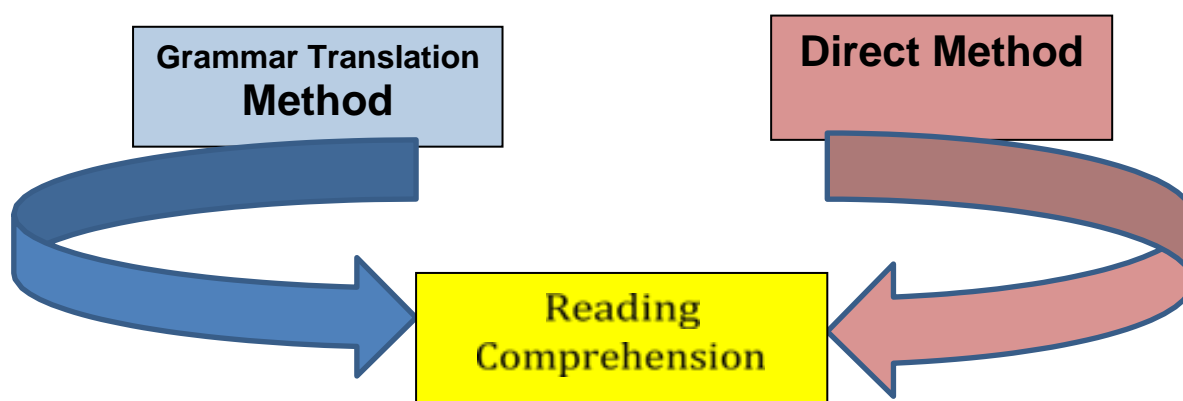 Grammar Translation
Method
Direct Method
Reading
Comprehension